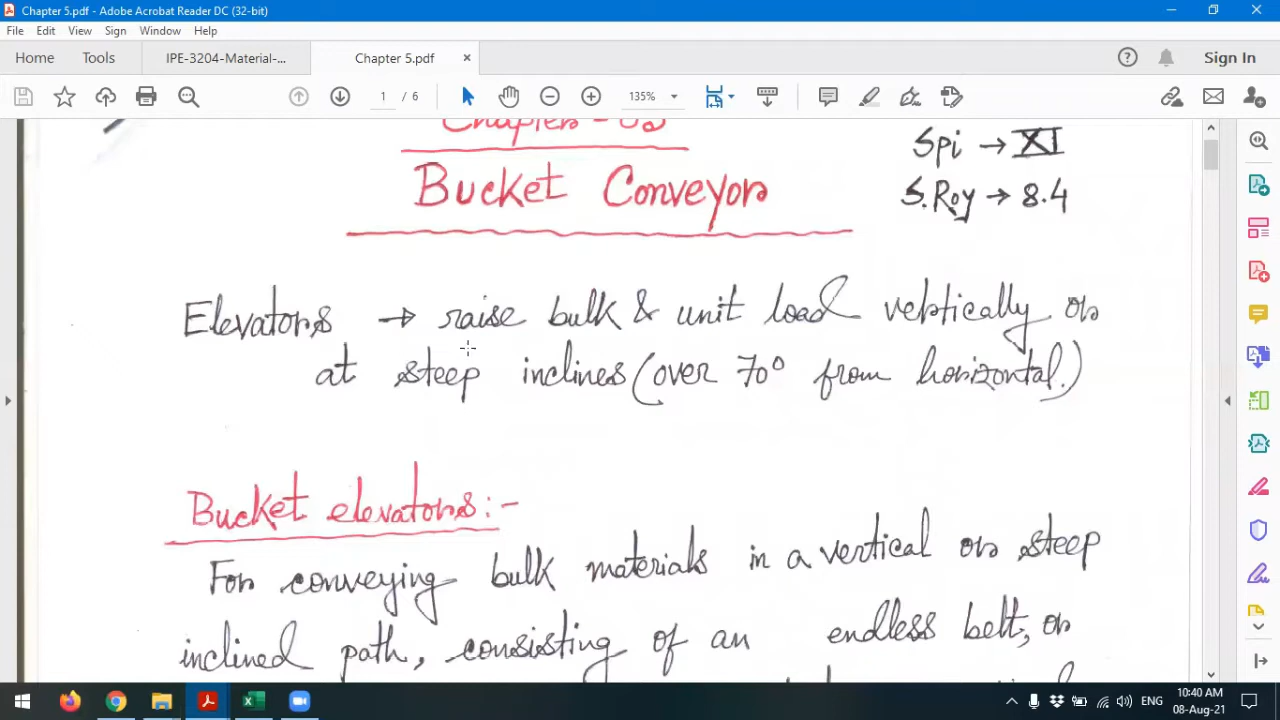 Chapter 5.pdf - Adobe Acrobat Reader DC (32-bit)
File Edit View Sign Window Help
Home Tools IPE-3204-Material-... Chapter 5.pdf × Sign In
1 / 6 135%
Chapter - 05
Bucket Conveyor
Spi → XI
S.Roy → 8.4
Elevators → raise bulk & unit load vertically or
at steep inclines (over 70° from horizontal.)
Bucket elevators:-
For conveying bulk materials in a vertical or steep
inclined path, consisting of an endless belt, or
ENG
10:40 AM
08-Aug-21